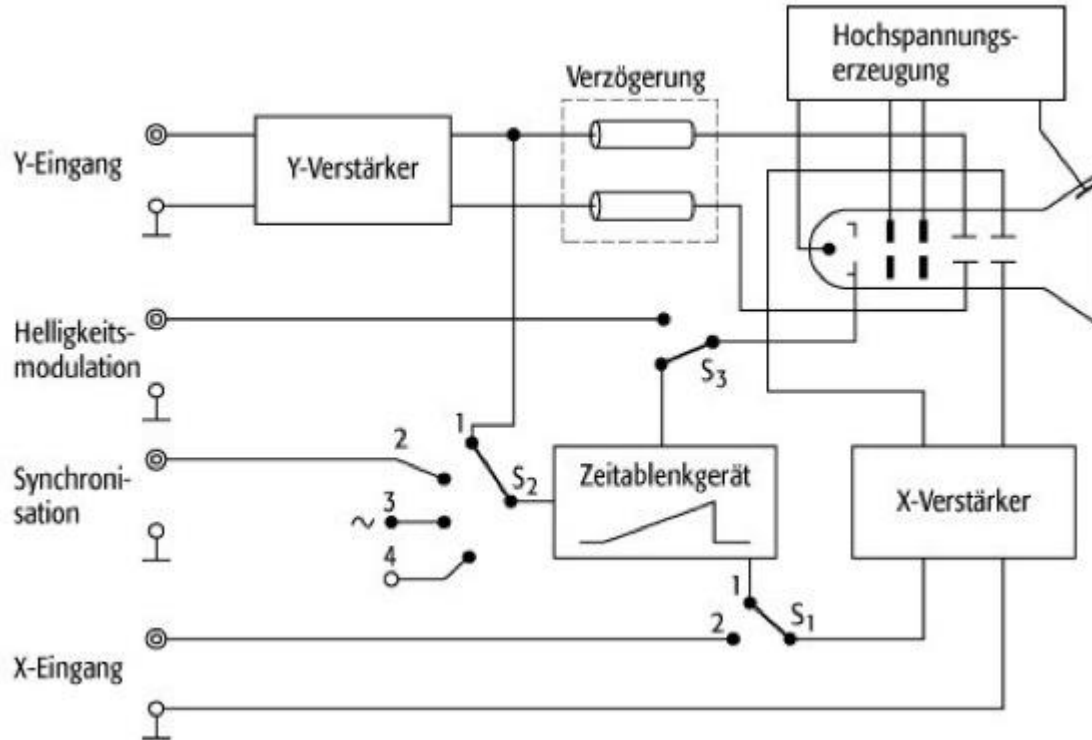 Hochspannungs-
erzeugung
Verzögerung
Y-Eingang
Y-Verstärker
Helligkeits-
modulation
S3
1
2
S2
Synchroni-
sation
3
~
4
Zeitablenkgerät
X-Verstärker
1
2
S1
X-Eingang